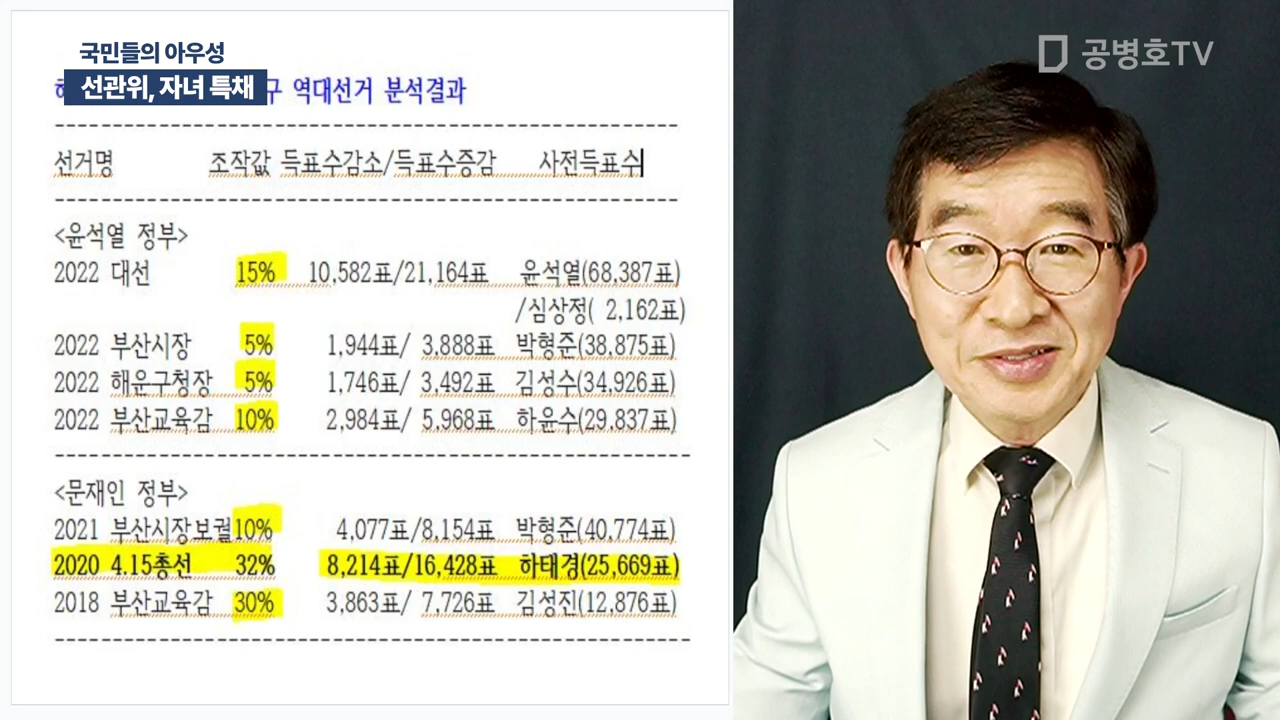 국민들의 아우성
선관위, 자녀 특채
구 역대선거 분석결과
선거명 조작값 득표수감소/득표수증감 사전득표수
<윤석열 정부>
2022 대선 15% 10,582표/21,164표 윤석열(68,387표)
/심상정( 2,162표)
2022 부산시장 5% 1,944표/ 3,888표 박형준(38,875표)
2022 해운구청장 5% 1,746표/ 3,492표 김성수(34,926표)
2022 부산교육감 10% 2,984표/ 5,968표 하윤수(29,837표)
<문재인 정부>
2021 부산시장보궐10% 4,077표/8,154표 박형준(40,774표)
2020 4.15총선 32% 8,214표/16,428표 하태경(25,669표)
2018 부산교육감 30% 3,863표/ 7,726표 김성진(12,876표)
공병호TV